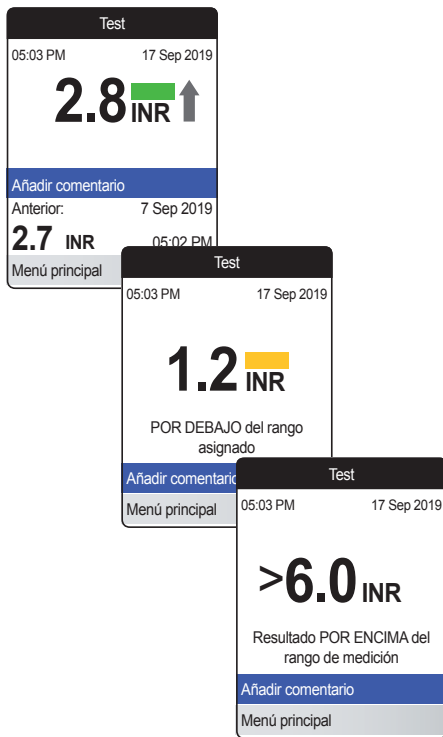 Test
05:03 PM 17 Sep 2019
2.8 INR
Añadir comentario
Anterior: 7 Sep 2019
2.7 INR 05:02 PM
Menú principal
Test
05:03 PM 17 Sep 2019
1.2 INR
POR DEBAJO del rango
asignado
Añadir comentario
Menú principal
Test
05:03 PM 17 Sep 2019
>6.0 INR
Resultado POR ENCIMA del
rango de medición
Añadir comentario
Menú principal